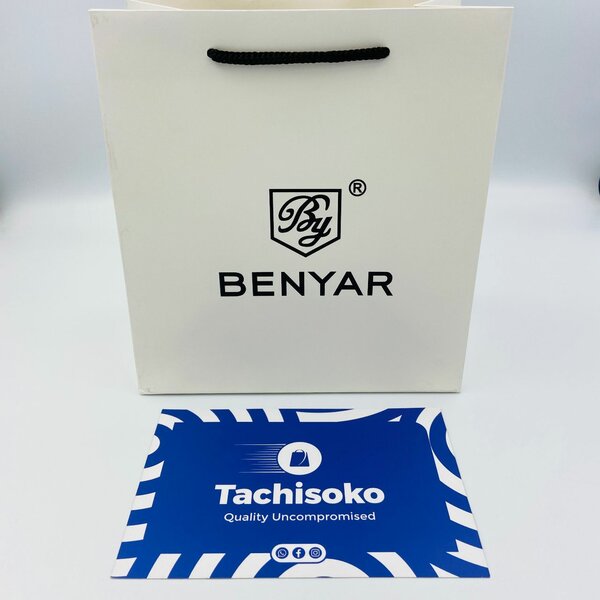 By ®
BENYAR
Tachisoko
Quality Uncompromised